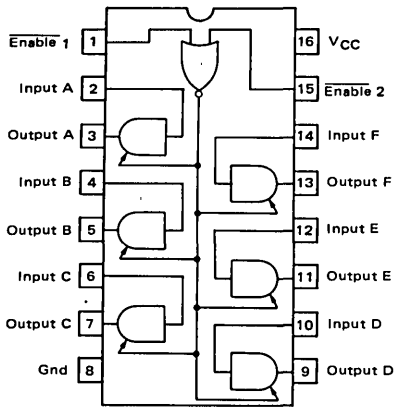 Enable 1 1 16 VCC
Input A 2 15 Enable 2
Output A 3 14 Input F
Input B 4 13 Output F
Output B 5 12 Input E
Input C 6 11 Output E
Output C 7 10 Input D
Gnd 8 9 Output D